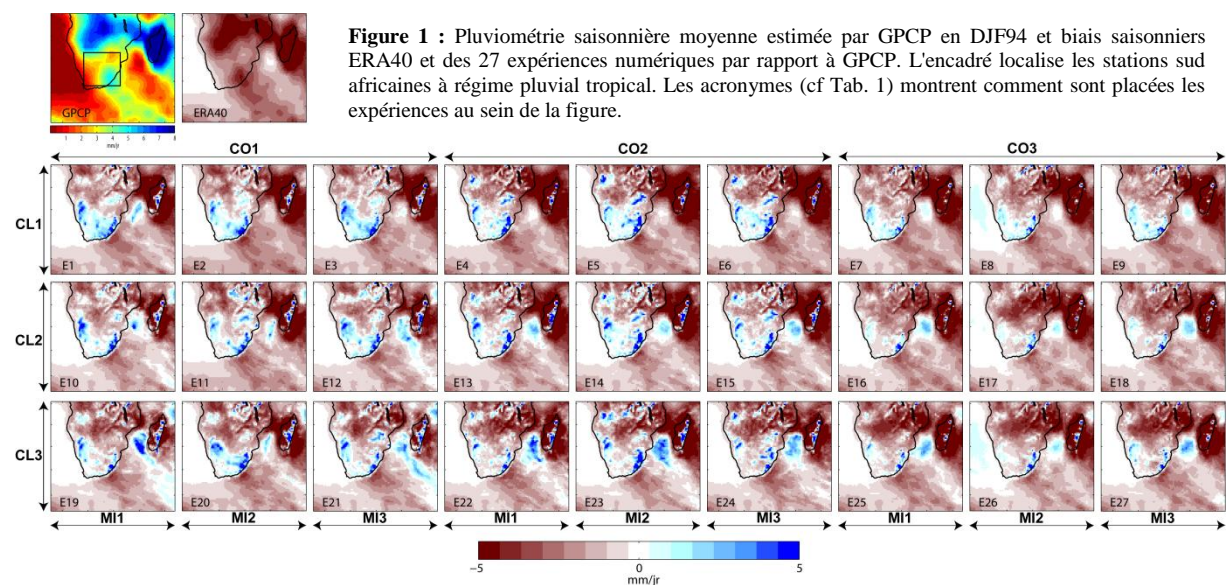 Figure 1 : Pluviométrie saisonnière moyenne estimée par GPCP en DJF94 et biais saisonniers
ERA40 et des 27 expériences numériques par rapport à GPCP. L'encadré localise les stations sud
africaines à régime pluvial tropical. Les acronymes (cf Tab. 1) montrent comment sont placées les
expériences au sein de la figure.
GPCP ERA40
1 2 3 4 5 6 7 8
mm/jr
CO1 CO2 CO3
CL1
E1 E2 E3 E4 E5 E6 E7 E8 E9
CL2
E10 E11 E12 E13 E14 E15 E16 E17 E18
CL3
E19 E20 E21 E22 E23 E24 E25 E26 E27
MI1 MI2 MI3 MI1 MI2 MI3 MI1 MI2 MI3
−5 0 5
mm/jr